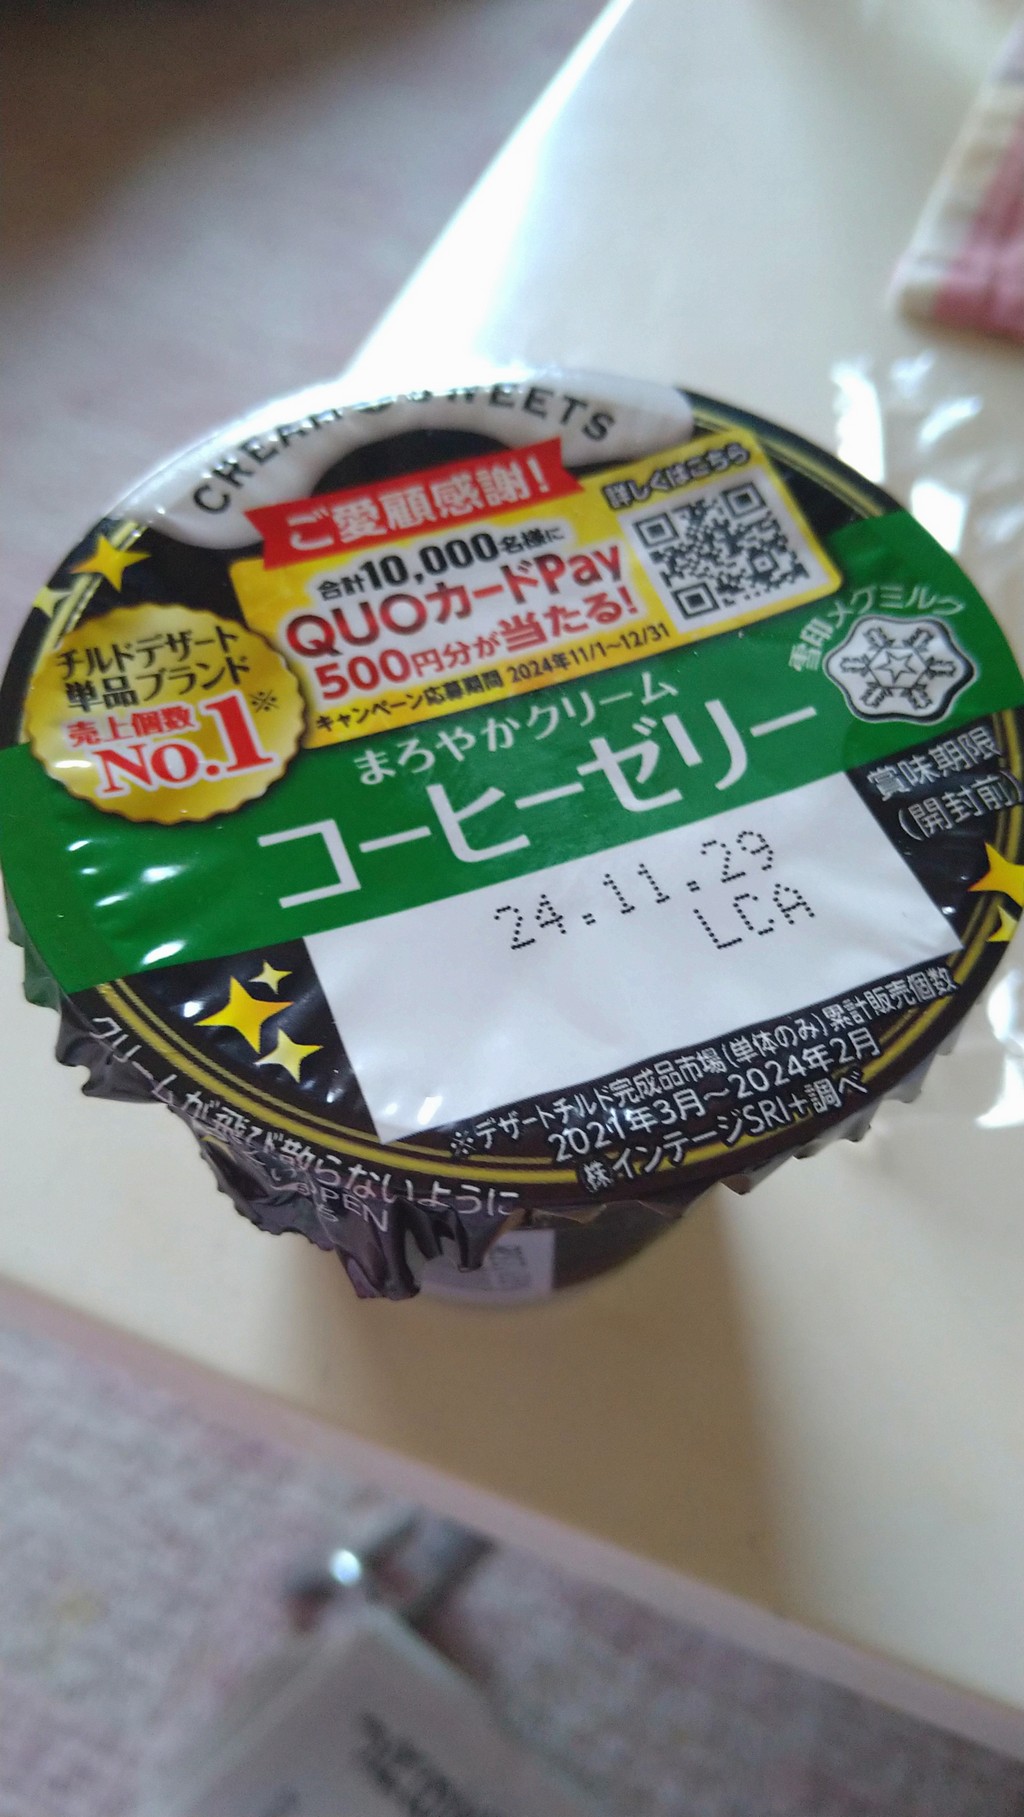 CREAM SWEETS
ご愛顧感謝!
詳しくはこちら
合計10,000名様に
QUOカードPay
500円分が当たる!
キャンペーン応募期間 2024年11/1〜12/31
チルドデザート
単品ブランド
売上個数※
No.1
雪印メグミルク
まろやかクリーム
コーヒーゼリー
賞味期限
(開封前)
24.11.29
LCA
※デザートチルド完成品市場(単体のみ)累計販売個数
2021年3月〜2024年2月
㈱インテージSRI+調べ
クリームが飛び散らないように
OPEN